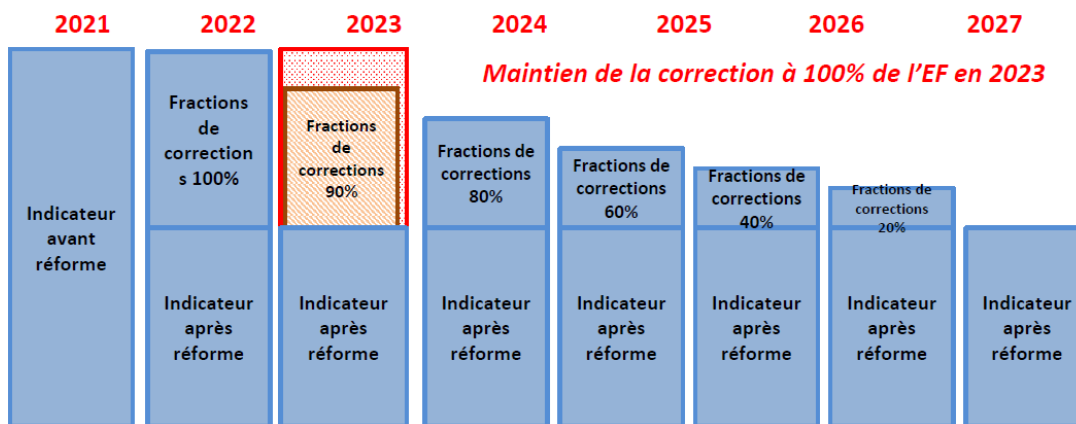 2021
2022
2023
2024
2025
2026
2027
Maintien de la correction à 100% de l'EF en 2023
Indicateur
avant
réforme
Fractions
de
correction
s 100%
Indicateur
après
réforme
Fractions
de
corrections
90%
Indicateur
après
réforme
Fractions de
corrections
80%
Indicateur
après
réforme
Fractions de
corrections
60%
Indicateur
après
réforme
Fractions de
corrections
40%
Indicateur
après
réforme
Fractions de
corrections
20%
Indicateur
après
réforme
Indicateur
après
réforme